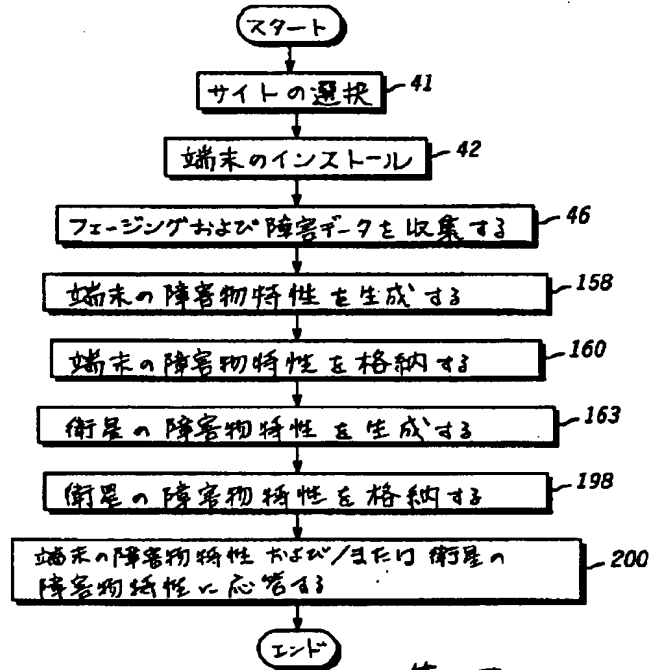 スタート
サイトの選択
41
端末のインストール
42
フェージングおよび障害データを収集する
46
端末の障害物特性を生成する
158
端末の障害物特性を格納する
160
衛星の障害物特性を生成する
163
衛星の障害物特性を格納する
198
端末の障害物特性および/または衛星の
障害物特性に応答する
200
エンド